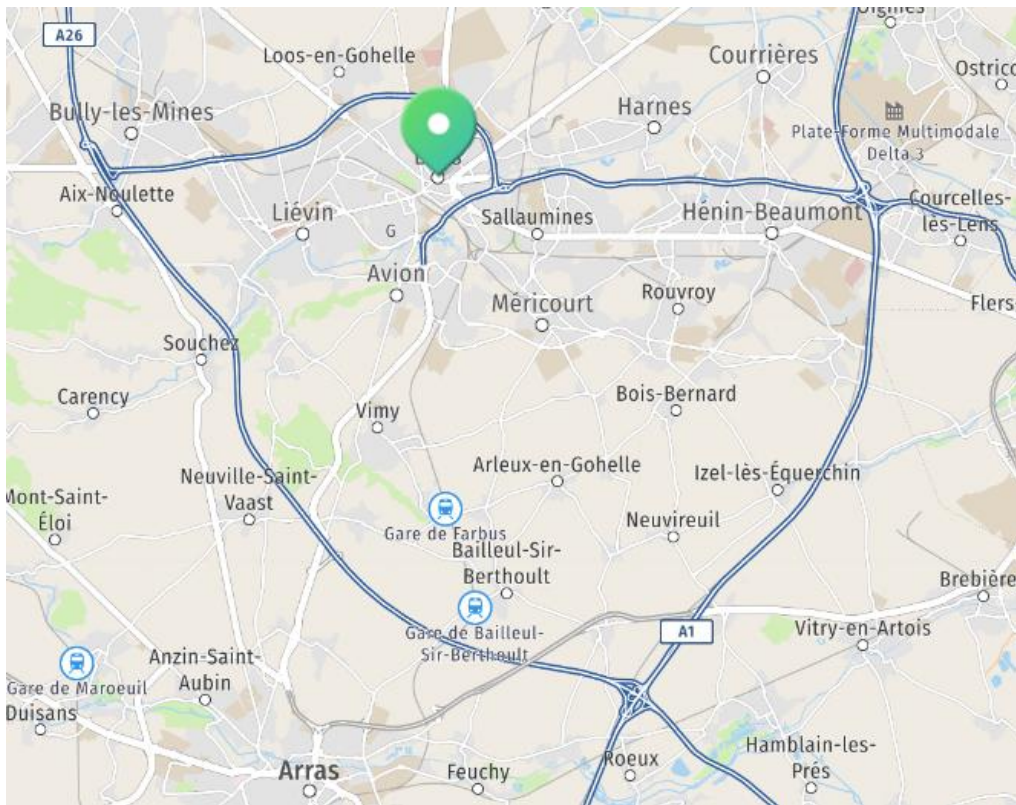 Oignies
A26
Loos-en-Gohelle
Courrières
Ostrico
Bully-les-Mines
Harnes
Plate-Forme Multimodale
Delta 3
Aix-Noulette
Liévin
Sallaumines
Hénin-Beaumont
Courcelles-
lès-Lens
G
Avion
Méricourt
Rouvroy
Flers-
Souchez
Carency
Vimy
Bois-Bernard
Neuville-Saint-
Vaast
Arleux-en-Gohelle
Izel-lès-Équerchin
Mont-Saint-
Éloi
Gare de Farbus
Neuvireuil
Bailleul-Sir-
Berthoult
Brebière
Gare de Bailleul-
Sir-Berthoult
A1
Vitry-en-Artois
Anzin-Saint-
Aubin
Gare de Maroeuil
Duisans
Arras
Feuchy
Roeux
Hamblain-les-
Prés